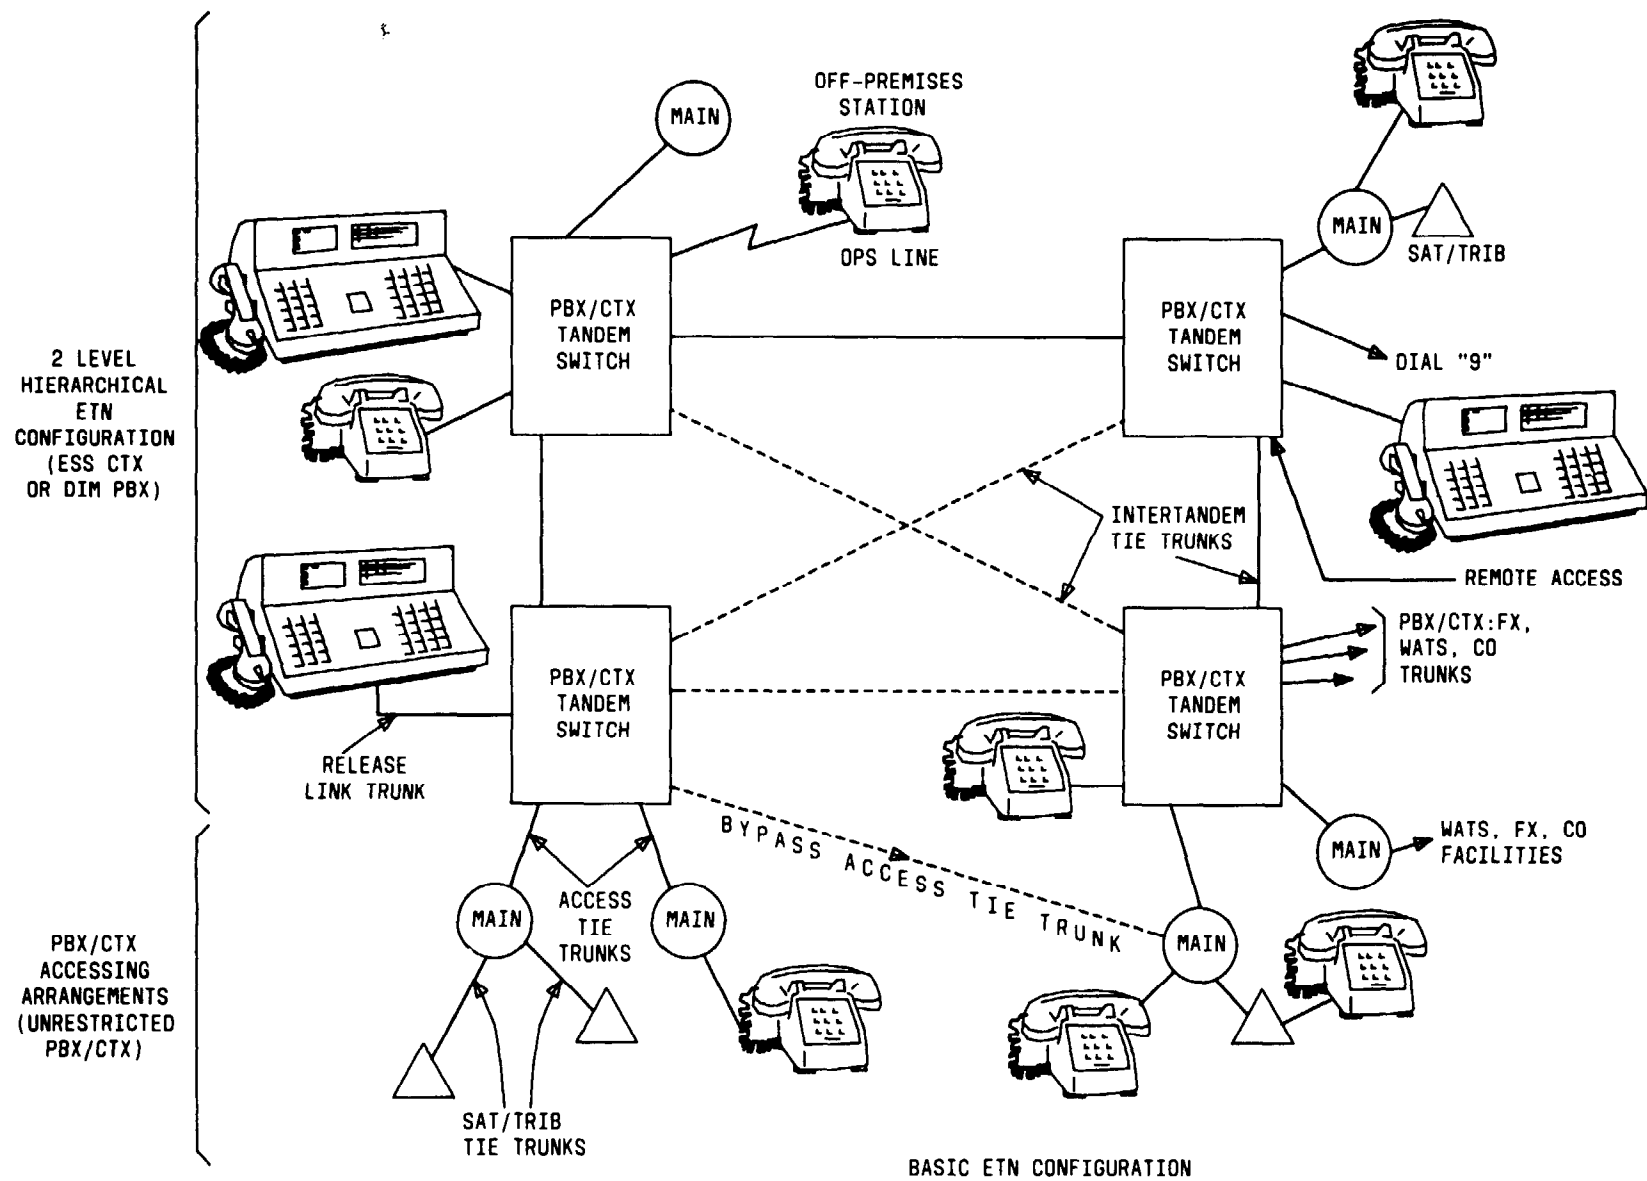 OFF-PREMISES
STATION
MAIN
OPS LINE
MAIN
SAT/TRIB
PBX/CTX
TANDEM
SWITCH
PBX/CTX
TANDEM
SWITCH
DIAL "9"
2 LEVEL
HIERARCHICAL
ETN
CONFIGURATION
(ESS CTX
OR DIM PBX)
INTERTANDEM
TIE TRUNKS
REMOTE ACCESS
PBX/CTX
TANDEM
SWITCH
PBX/CTX
TANDEM
SWITCH
PBX/CTX:FX,
WATS, CO
TRUNKS
RELEASE
LINK TRUNK
BYPASS ACCESS TIE TRUNK
MAIN
WATS, FX, CO
FACILITIES
PBX/CTX
ACCESSING
ARRANGEMENTS
(UNRESTRICTED
PBX/CTX)
MAIN
ACCESS
TIE
TRUNKS
MAIN
MAIN
SAT/TRIB
TIE TRUNKS
BASIC ETN CONFIGURATION